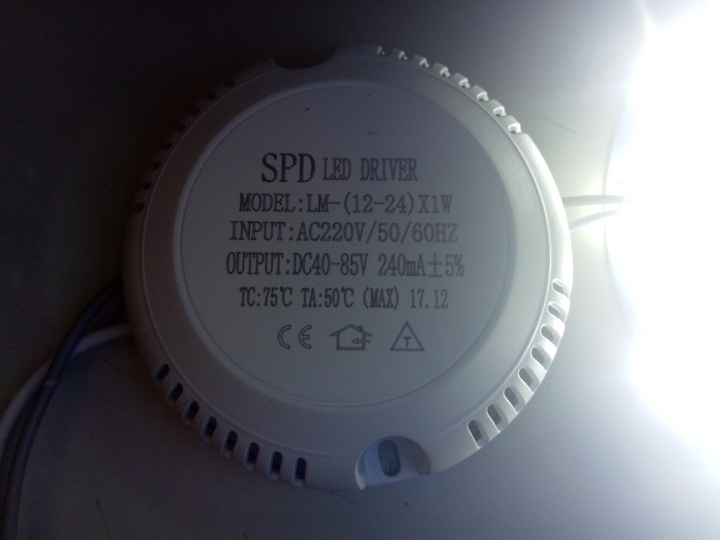 SPD LED DRIVER
MODEL:LM-(12-24)X1W
INPUT:AC220V/50/60HZ
OUTPUT:DC40-85V 240mA±5%
TC:75℃ TA:50℃ (MAX) 17.12
CE T